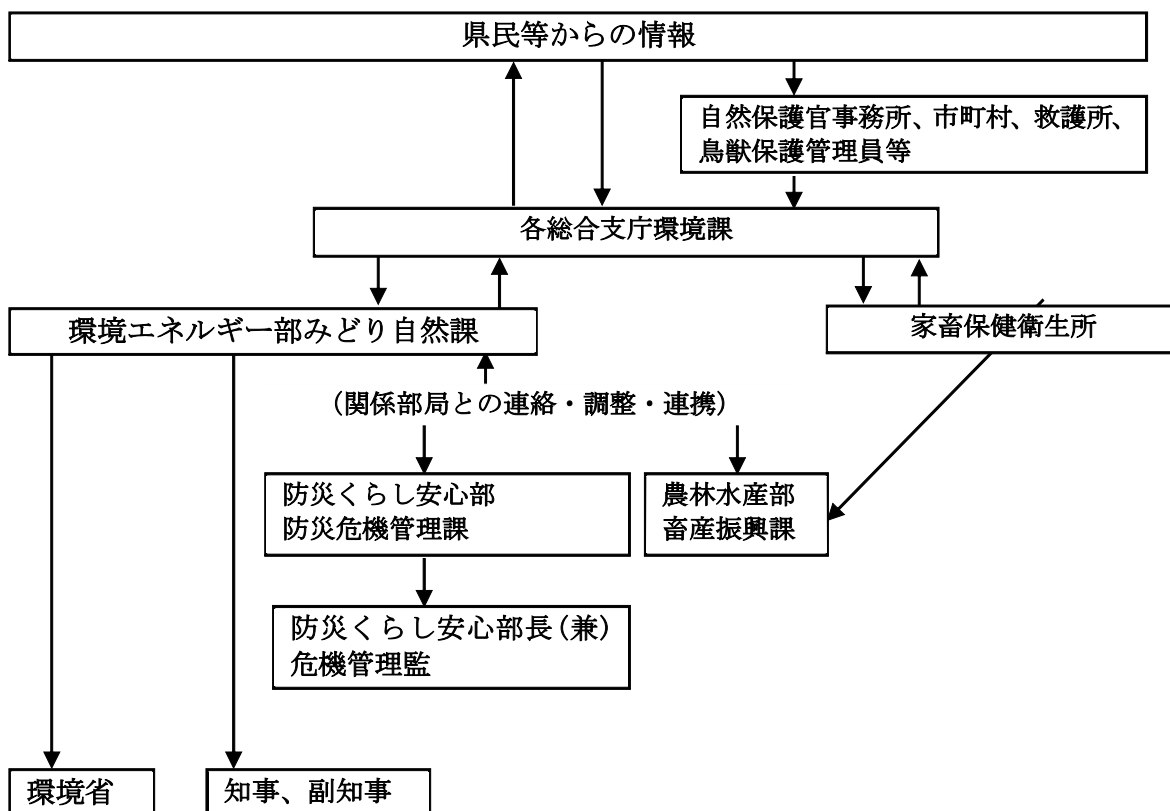 県民等からの情報
自然保護官事務所、市町村、救護所、
鳥獣保護管理員等
各総合支庁環境課
環境エネルギー部みどり自然課
家畜保健衛生所
(関係部局との連絡・調整・連携)
防災くらし安心部
防災危機管理課
農林水産部
畜産振興課
防災くらし安心部長(兼)
危機管理監
環境省
知事、副知事